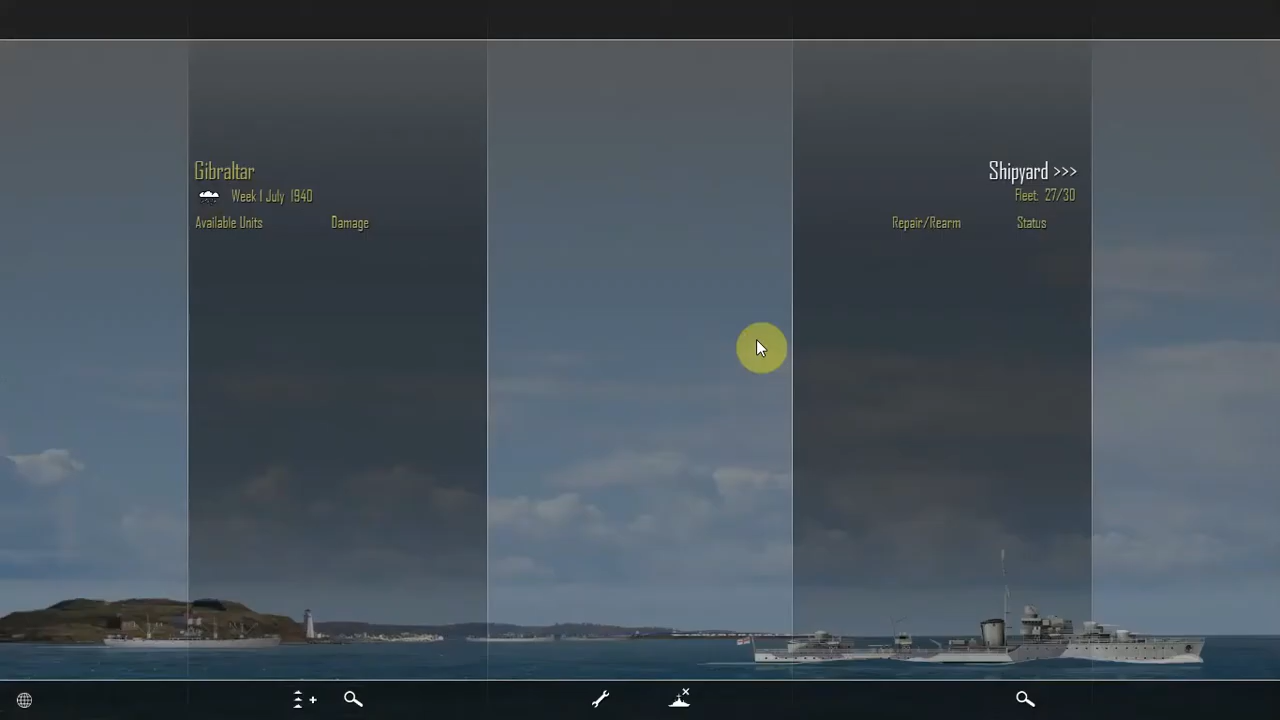 Gibraltar
Week 1 July 1940
Available Units
Damage
Shipyard >>>
Fleet: 27/30
Repair/Rearm
Status